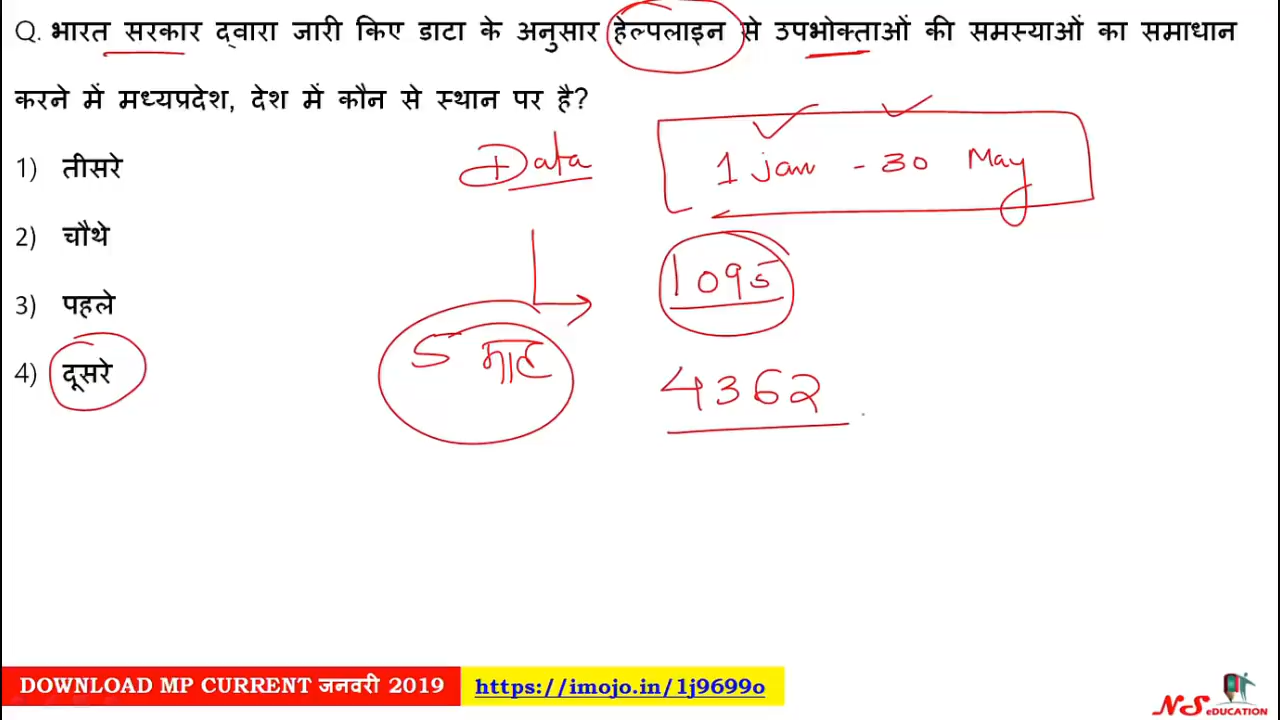 Q. भारत सरकार द्वारा जारी किए डाटा के अनुसार हेल्पलाइन से उपभोक्ताओं की समस्याओं का समाधान
करने में मध्यप्रदेश, देश में कौन से स्थान पर है?
1) तीसरे
2) चौथे
3) पहले
4) दूसरे
Data
1 jan - 30 May
1095
5 माह
4362
DOWNLOAD MP CURRENT जनवरी 2019 https://imojo.in/1j9699o
NS eDUCATION